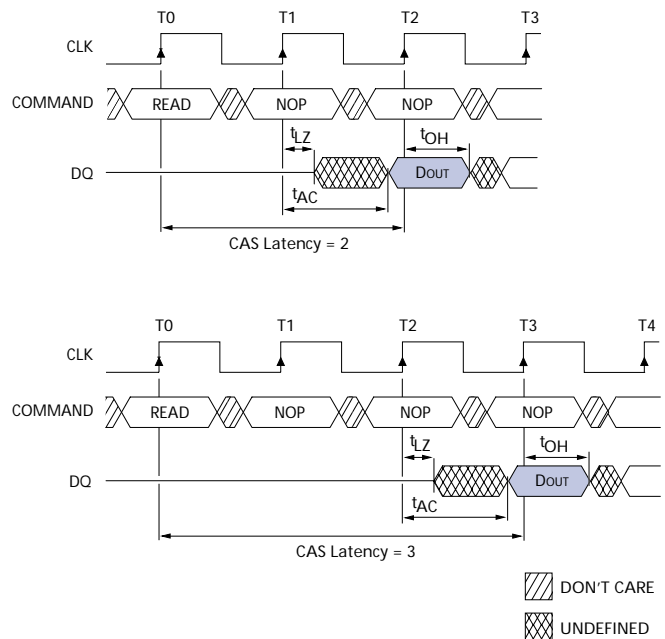 T0 T1 T2 T3
CLK
COMMAND READ NOP NOP
tLZ tOH
DQ DOUT
tAC
CAS Latency = 2
T0 T1 T2 T3 T4
CLK
COMMAND READ NOP NOP NOP
tLZ tOH
DQ DOUT
tAC
CAS Latency = 3
DON'T CARE
UNDEFINED